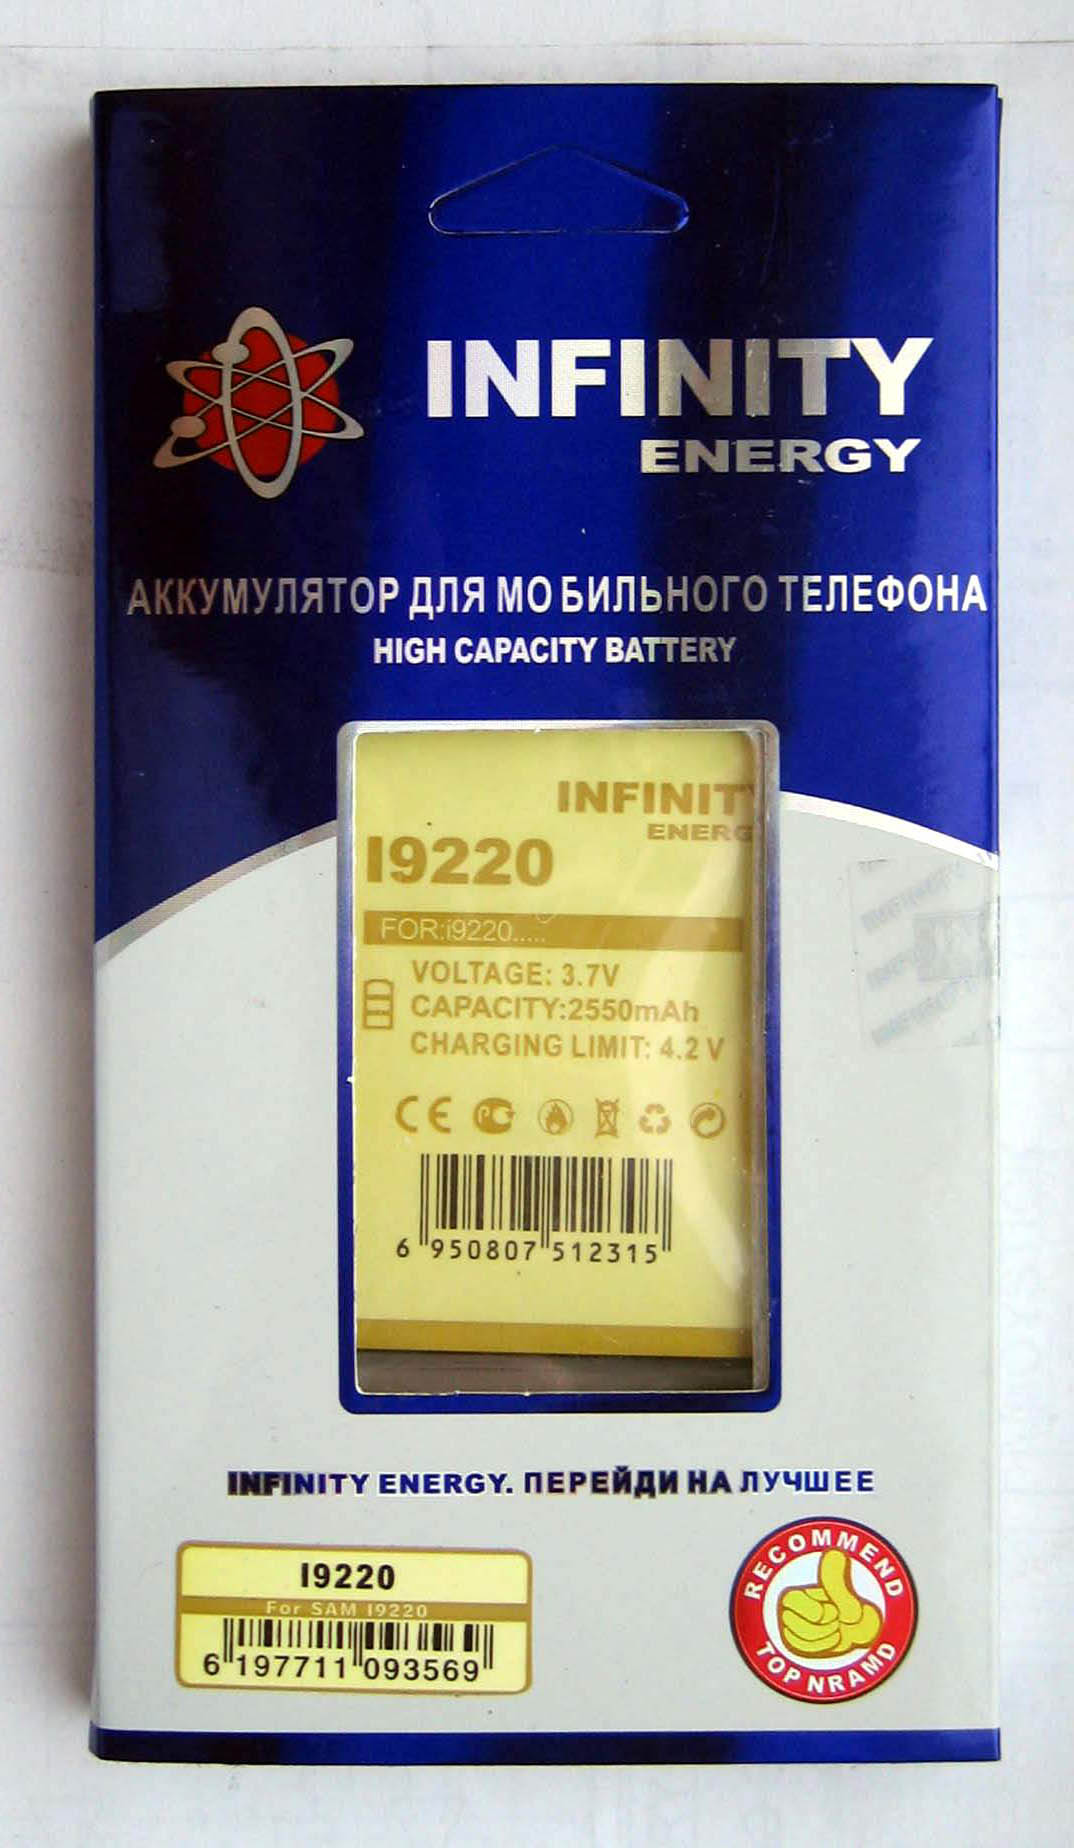 INFINITY
ENERGY
АККУМУЛЯТОР ДЛЯ МОБИЛЬНОГО ТЕЛЕФОНА
HIGH CAPACITY BATTERY
INFINITY
ENERG
I9220
FOR:i9220.....
VOLTAGE: 3.7V
CAPACITY:2550mAh
CHARGING LIMIT: 4.2 V
CE PC
6 950807 512315
INFINITY ENERGY. ПЕРЕЙДИ НА ЛУЧШЕЕ
I9220
For SAM I9220
6 197711 093569
RECOMMEND
TOP NRAMD